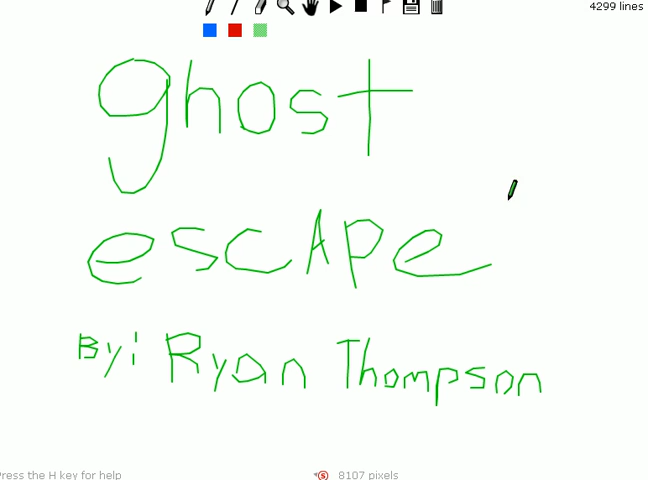 4299 lines
ghost
escAPe
By: Ryan Thompson
Press the H key for help
8107 pixels